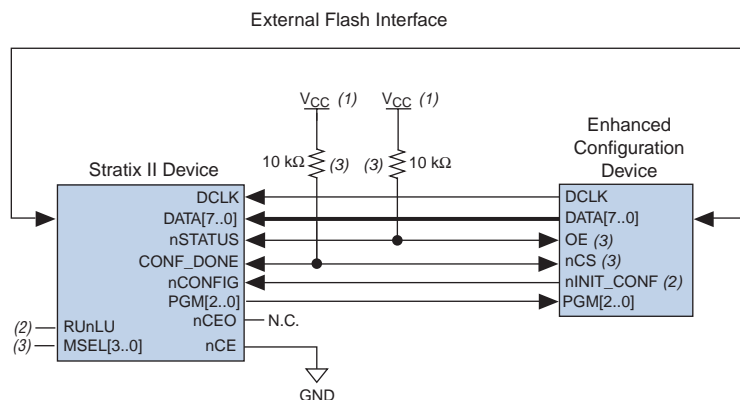 External Flash Interface
VCC (1) VCC (1)
Enhanced
Configuration
Device
10 kΩ (3) (3) 10 kΩ
Stratix II Device
DCLK DCLK
DATA[7..0] DATA[7..0]
nSTATUS OE (3)
CONF_DONE nCS (3)
nCONFIG nINIT_CONF (2)
PGM[2..0] PGM[2..0]
nCEO N.C.
(2) RUnLU
(3) MSEL[3..0] nCE
GND